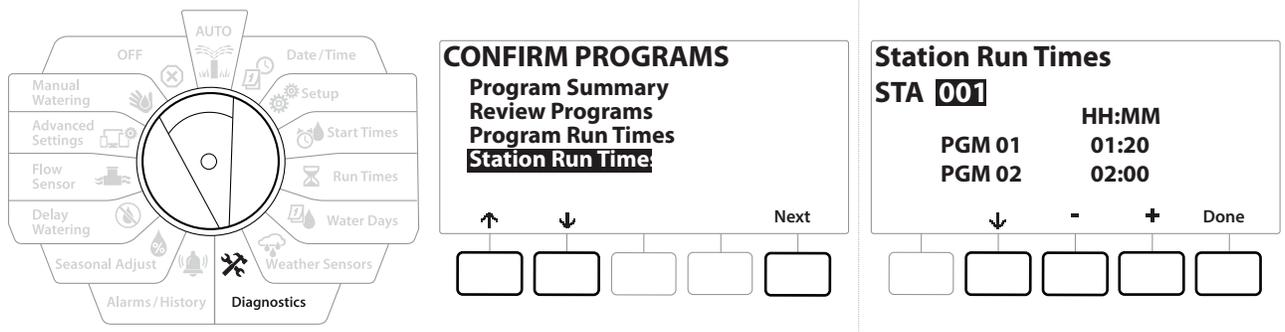 AUTO
OFF
Date / Time
Manual
Watering
Setup
Advanced
Settings
Start Times
Flow
Sensor
Run Times
Delay
Watering
Water Days
Seasonal Adjust
%
Weather Sensors
Alarms / History
Diagnostics
CONFIRM PROGRAMS
Program Summary
Review Programs
Program Run Times
Station Run Times
Next
Station Run Times
STA 001
HH:MM
PGM 01 01:20
PGM 02 02:00
- + Done